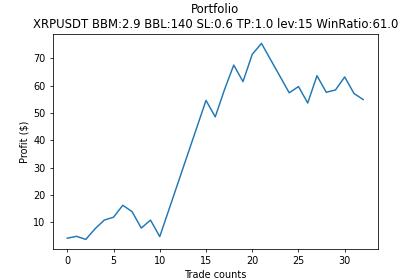 Portfolio
XRPUSDT BBM:2.9 BBL:140 SL:0.6 TP:1.0 lev:15 WinRatio:61.0
70
60
50
40
30
20
10
Profit ($)
0 5 10 15 20 25 30
Trade counts